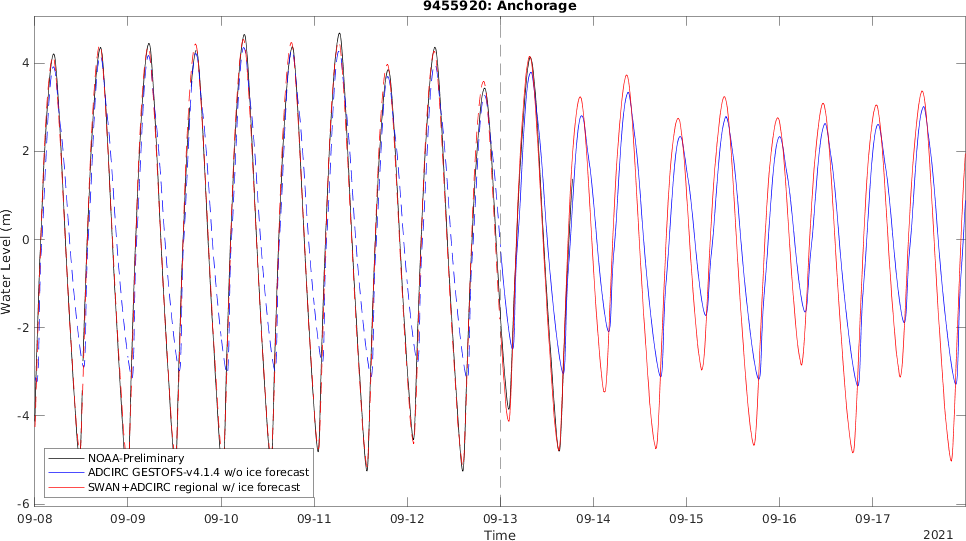 9455920: Anchorage
Water Level (m)
4
2
0
-2
-4
-6
NOAA-Preliminary
ADCIRC GESTOFS-v4.1.4 w/o ice forecast
SWAN+ADCIRC regional w/ ice forecast
09-08 09-09 09-10 09-11 09-12 09-13 09-14 09-15 09-16 09-17
Time
2021